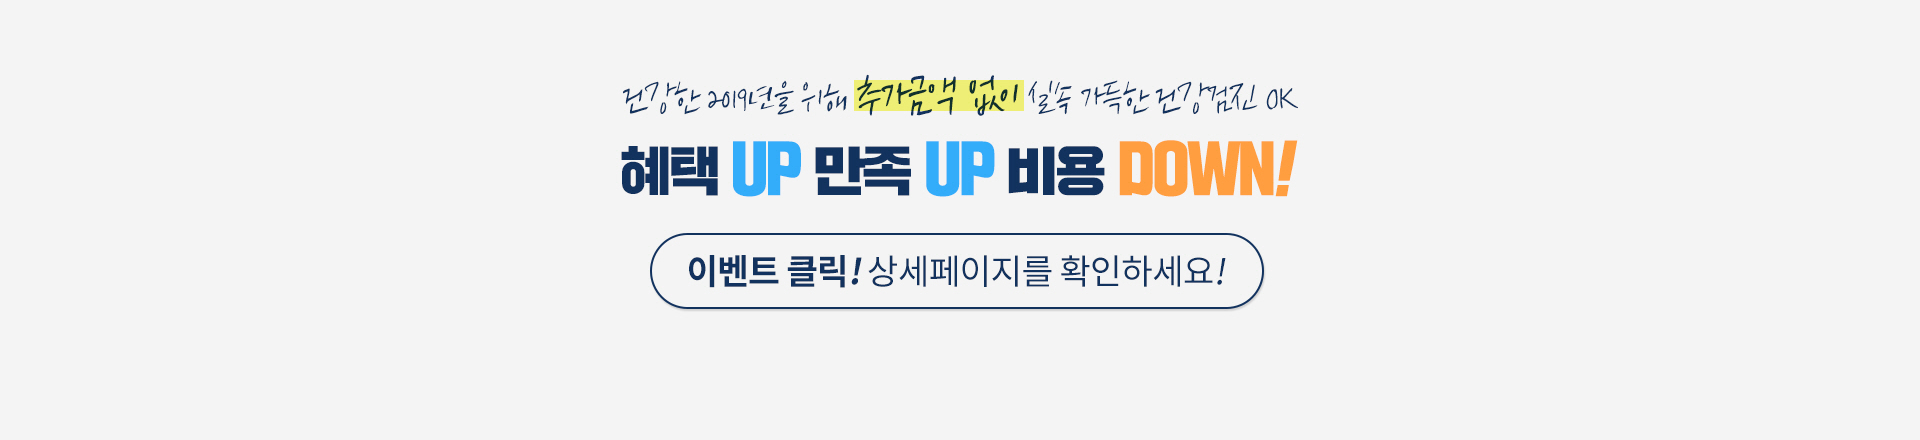 건강한 2019년을 위해 추가금액 없이 실속 가득한 건강검진 OK
혜택 UP 만족 UP 비용 DOWN!
이벤트 클릭! 상세페이지를 확인하세요!